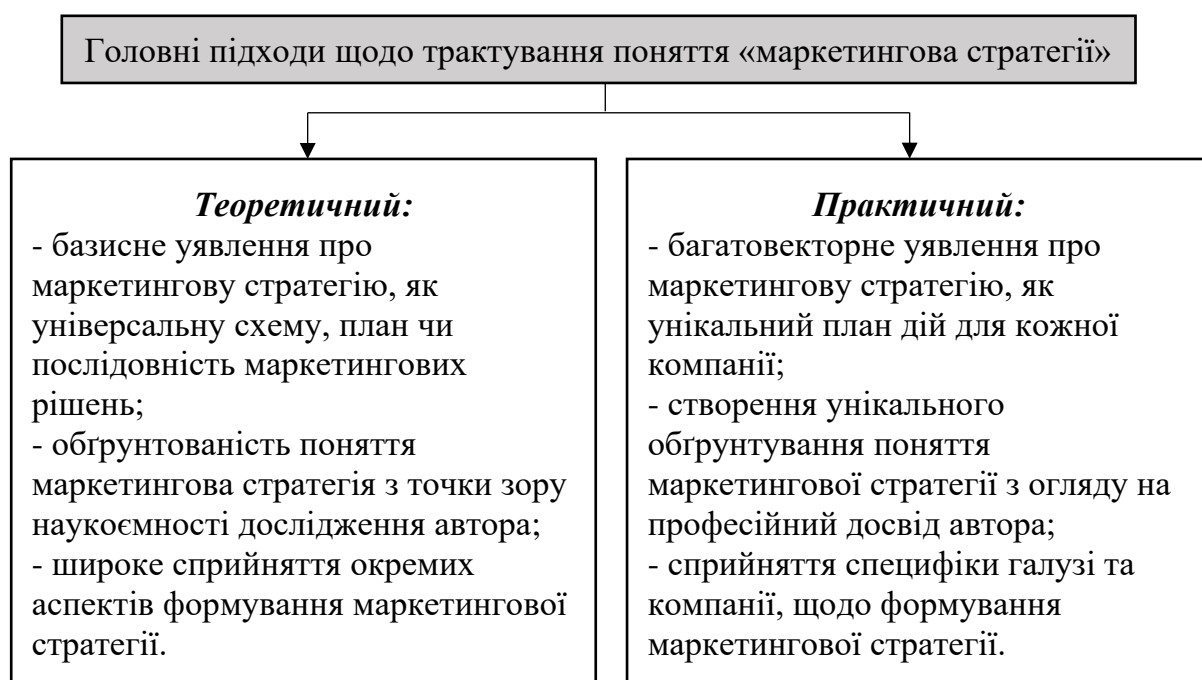 Головні підходи щодо трактування поняття «маркетингова стратегії»
Теоретичний:
- базисне уявлення про
маркетингову стратегію, як
універсальну схему, план чи
послідовність маркетингових
рішень;
- обґрунтованість поняття
маркетингова стратегія з точки зору
наукоємності дослідження автора;
- широке сприйняття окремих
аспектів формування маркетингової
стратегії.
Практичний:
- багатовекторне уявлення про
маркетингову стратегію, як
унікальний план дій для кожної
компанії;
- створення унікального
обґрунтування поняття
маркетингової стратегії з огляду на
професійний досвід автора;
- сприйняття специфіки галузі та
компанії, щодо формування
маркетингової стратегії.